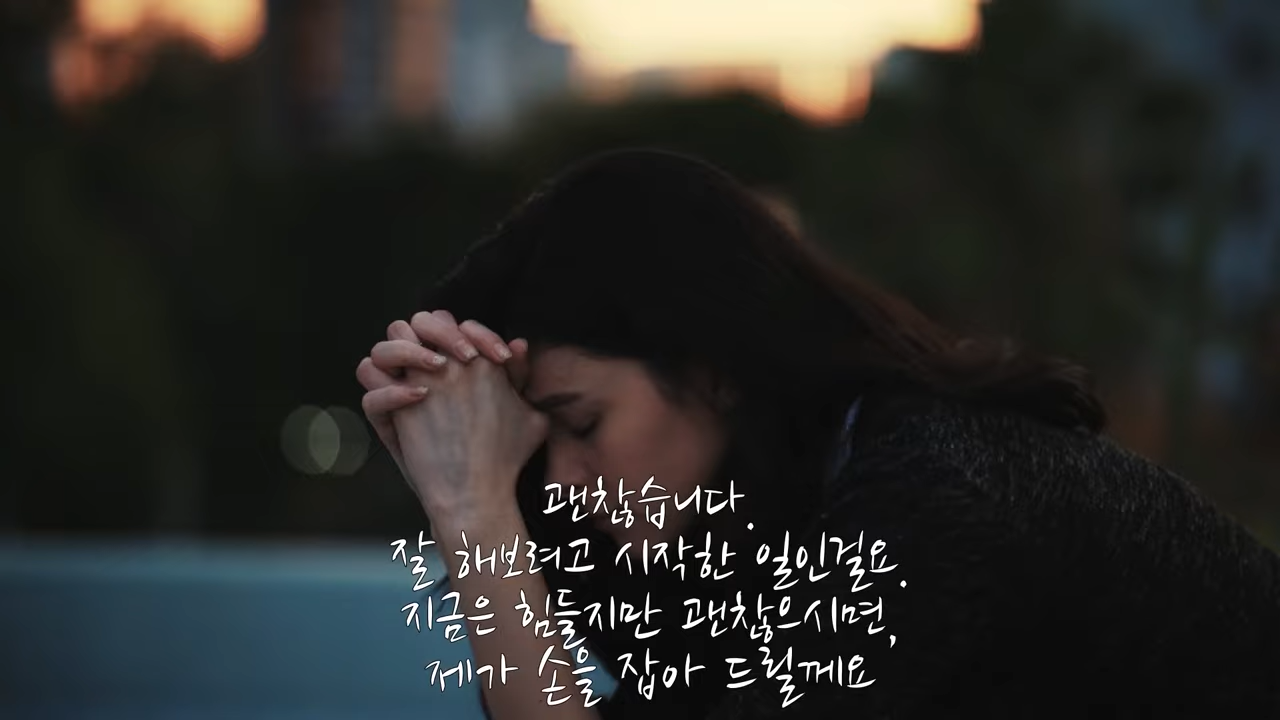 괜찮습니다.
잘 해보려고 시작한 일인걸요.
지금은 힘들지만 괜찮으시면,
제가 손을 잡아 드릴께요